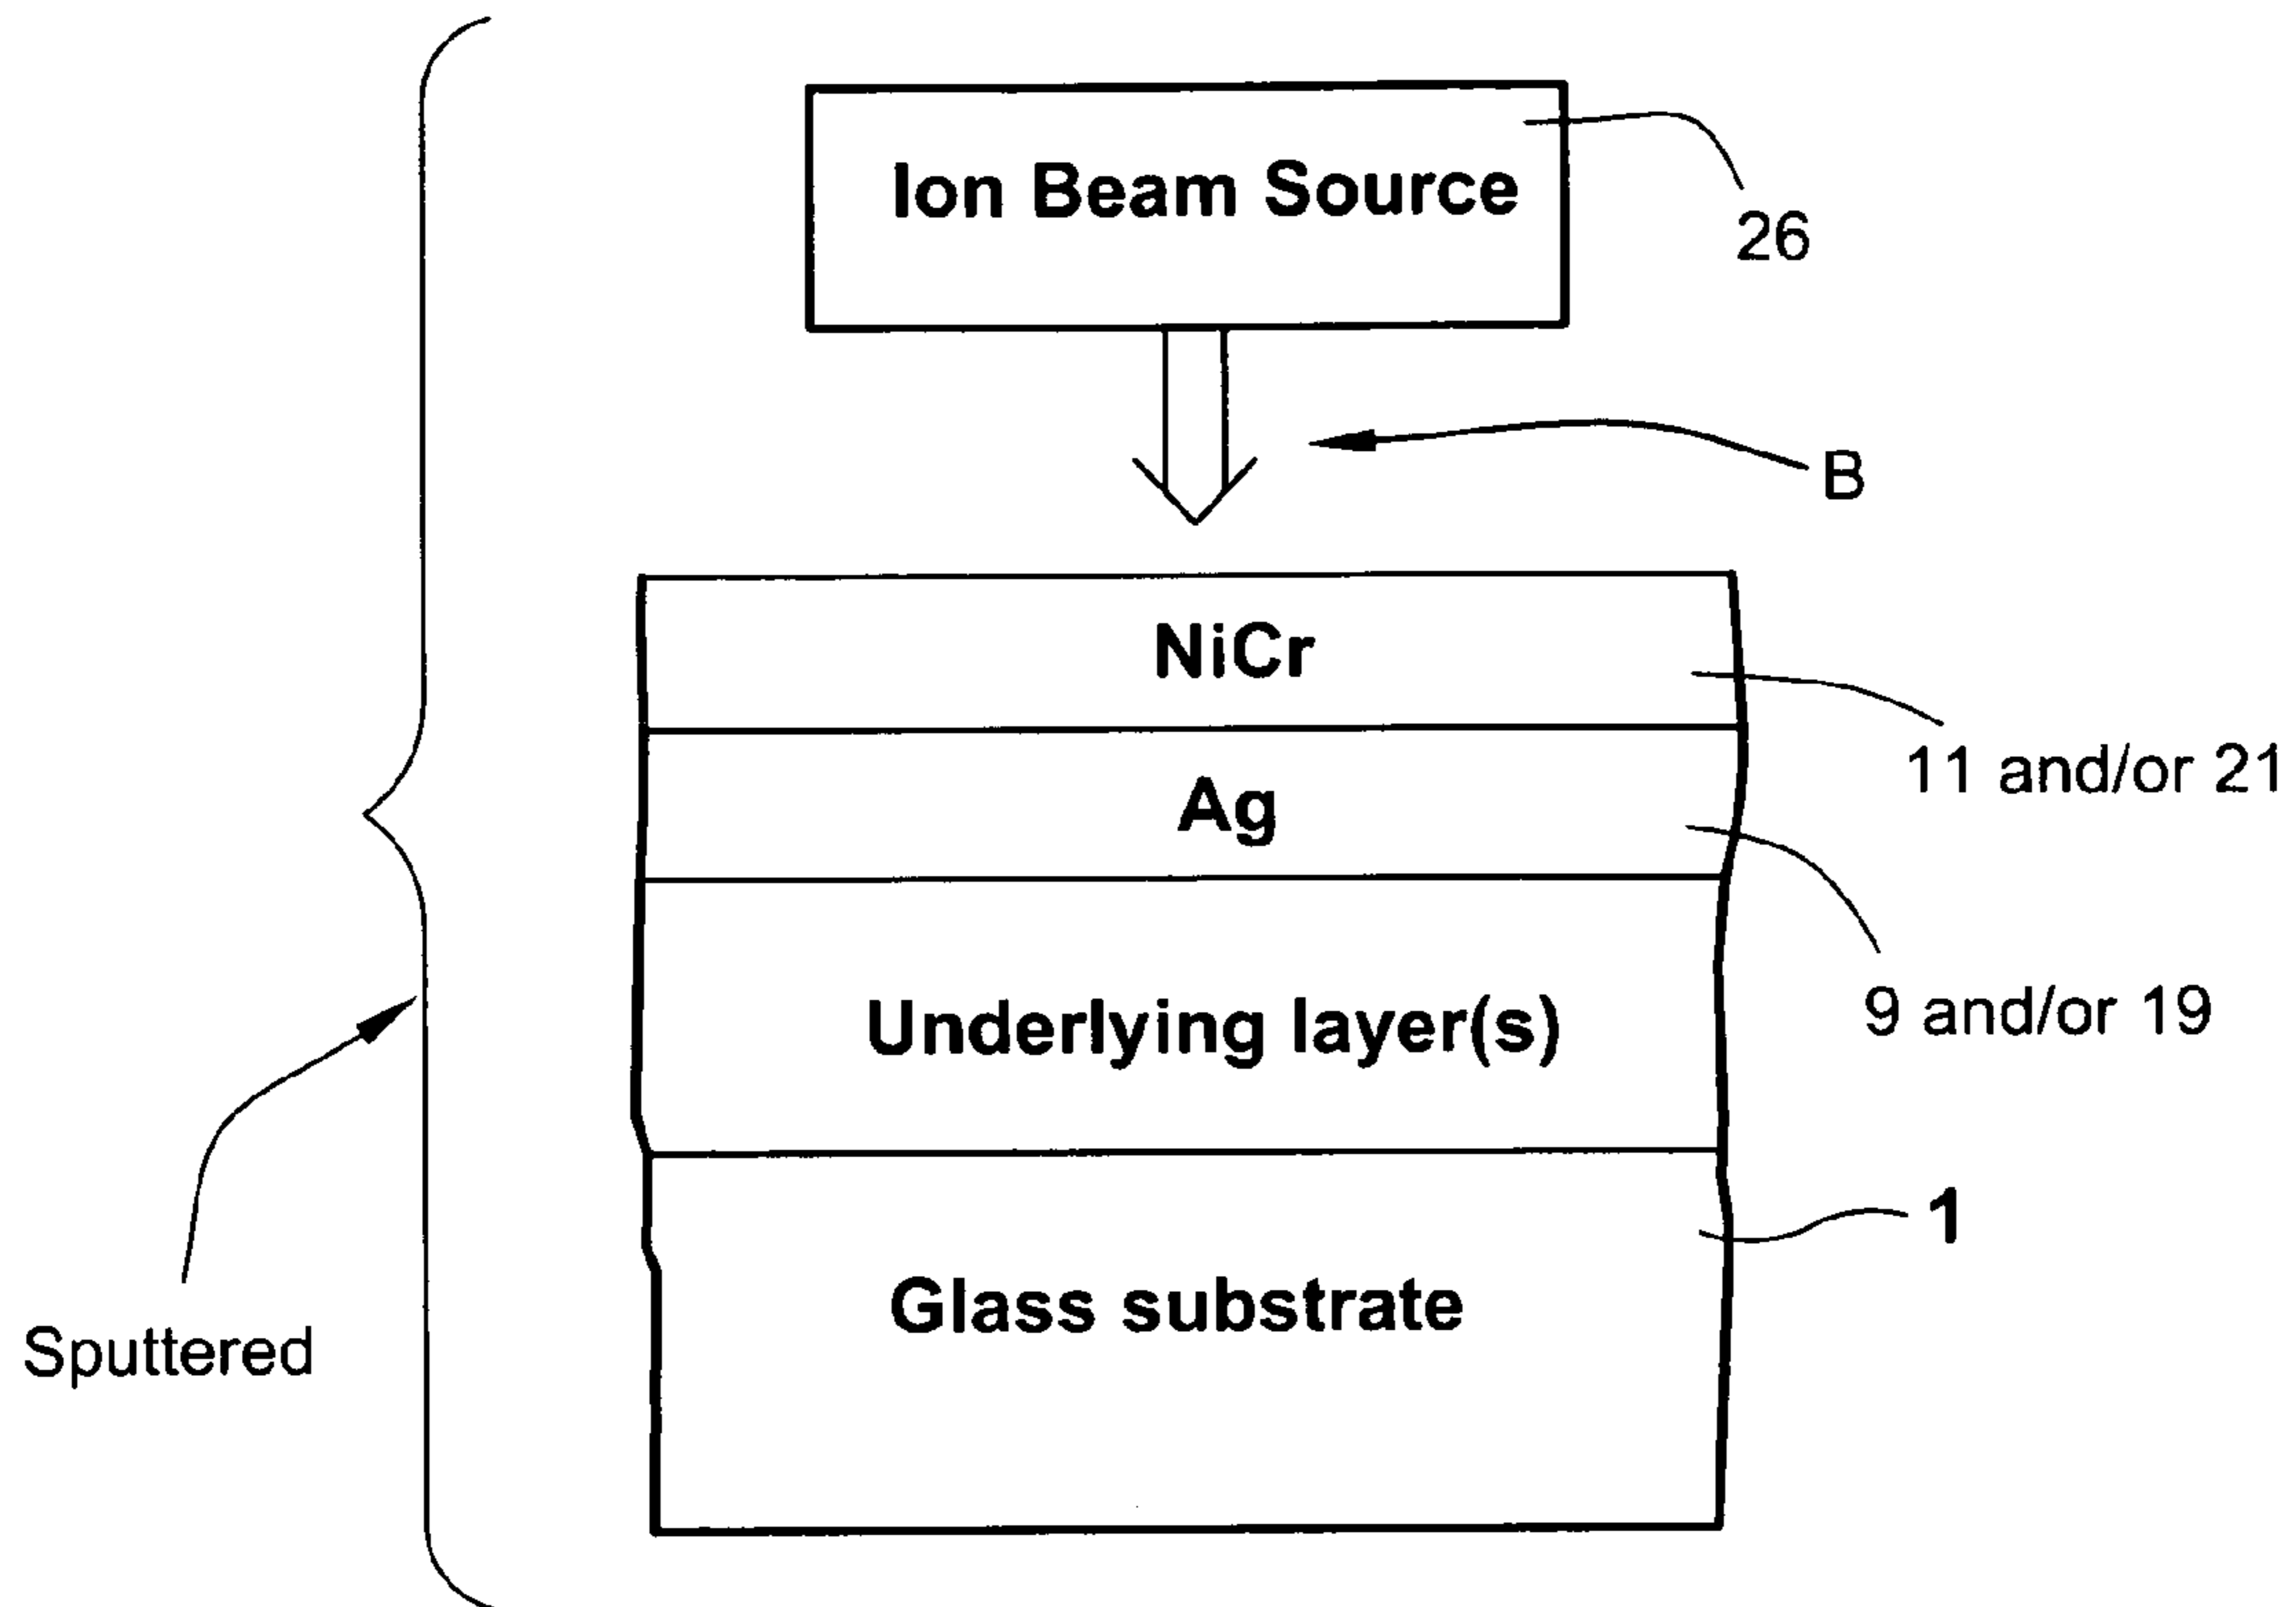 Ion Beam Source
26
B
NiCr
11 and/or 21
Ag
9 and/or 19
Underlying layer(s)
1
Glass substrate
Sputtered